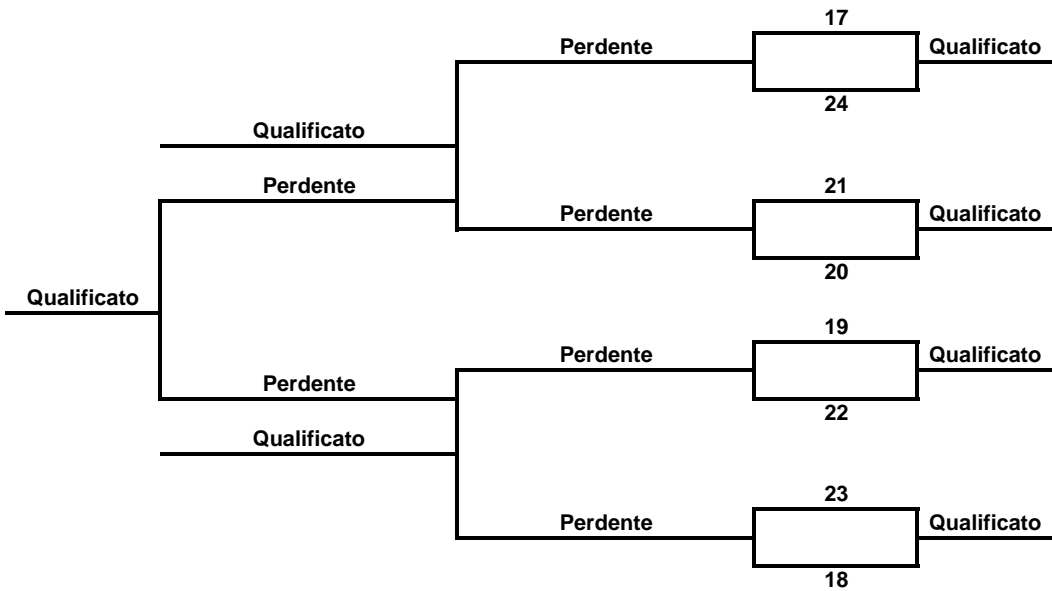 17
Perdente
Qualificato
24
Qualificato
Perdente
21
Perdente
Qualificato
20
Qualificato
19
Perdente
Qualificato
Perdente
22
Qualificato
23
Perdente
Qualificato
18